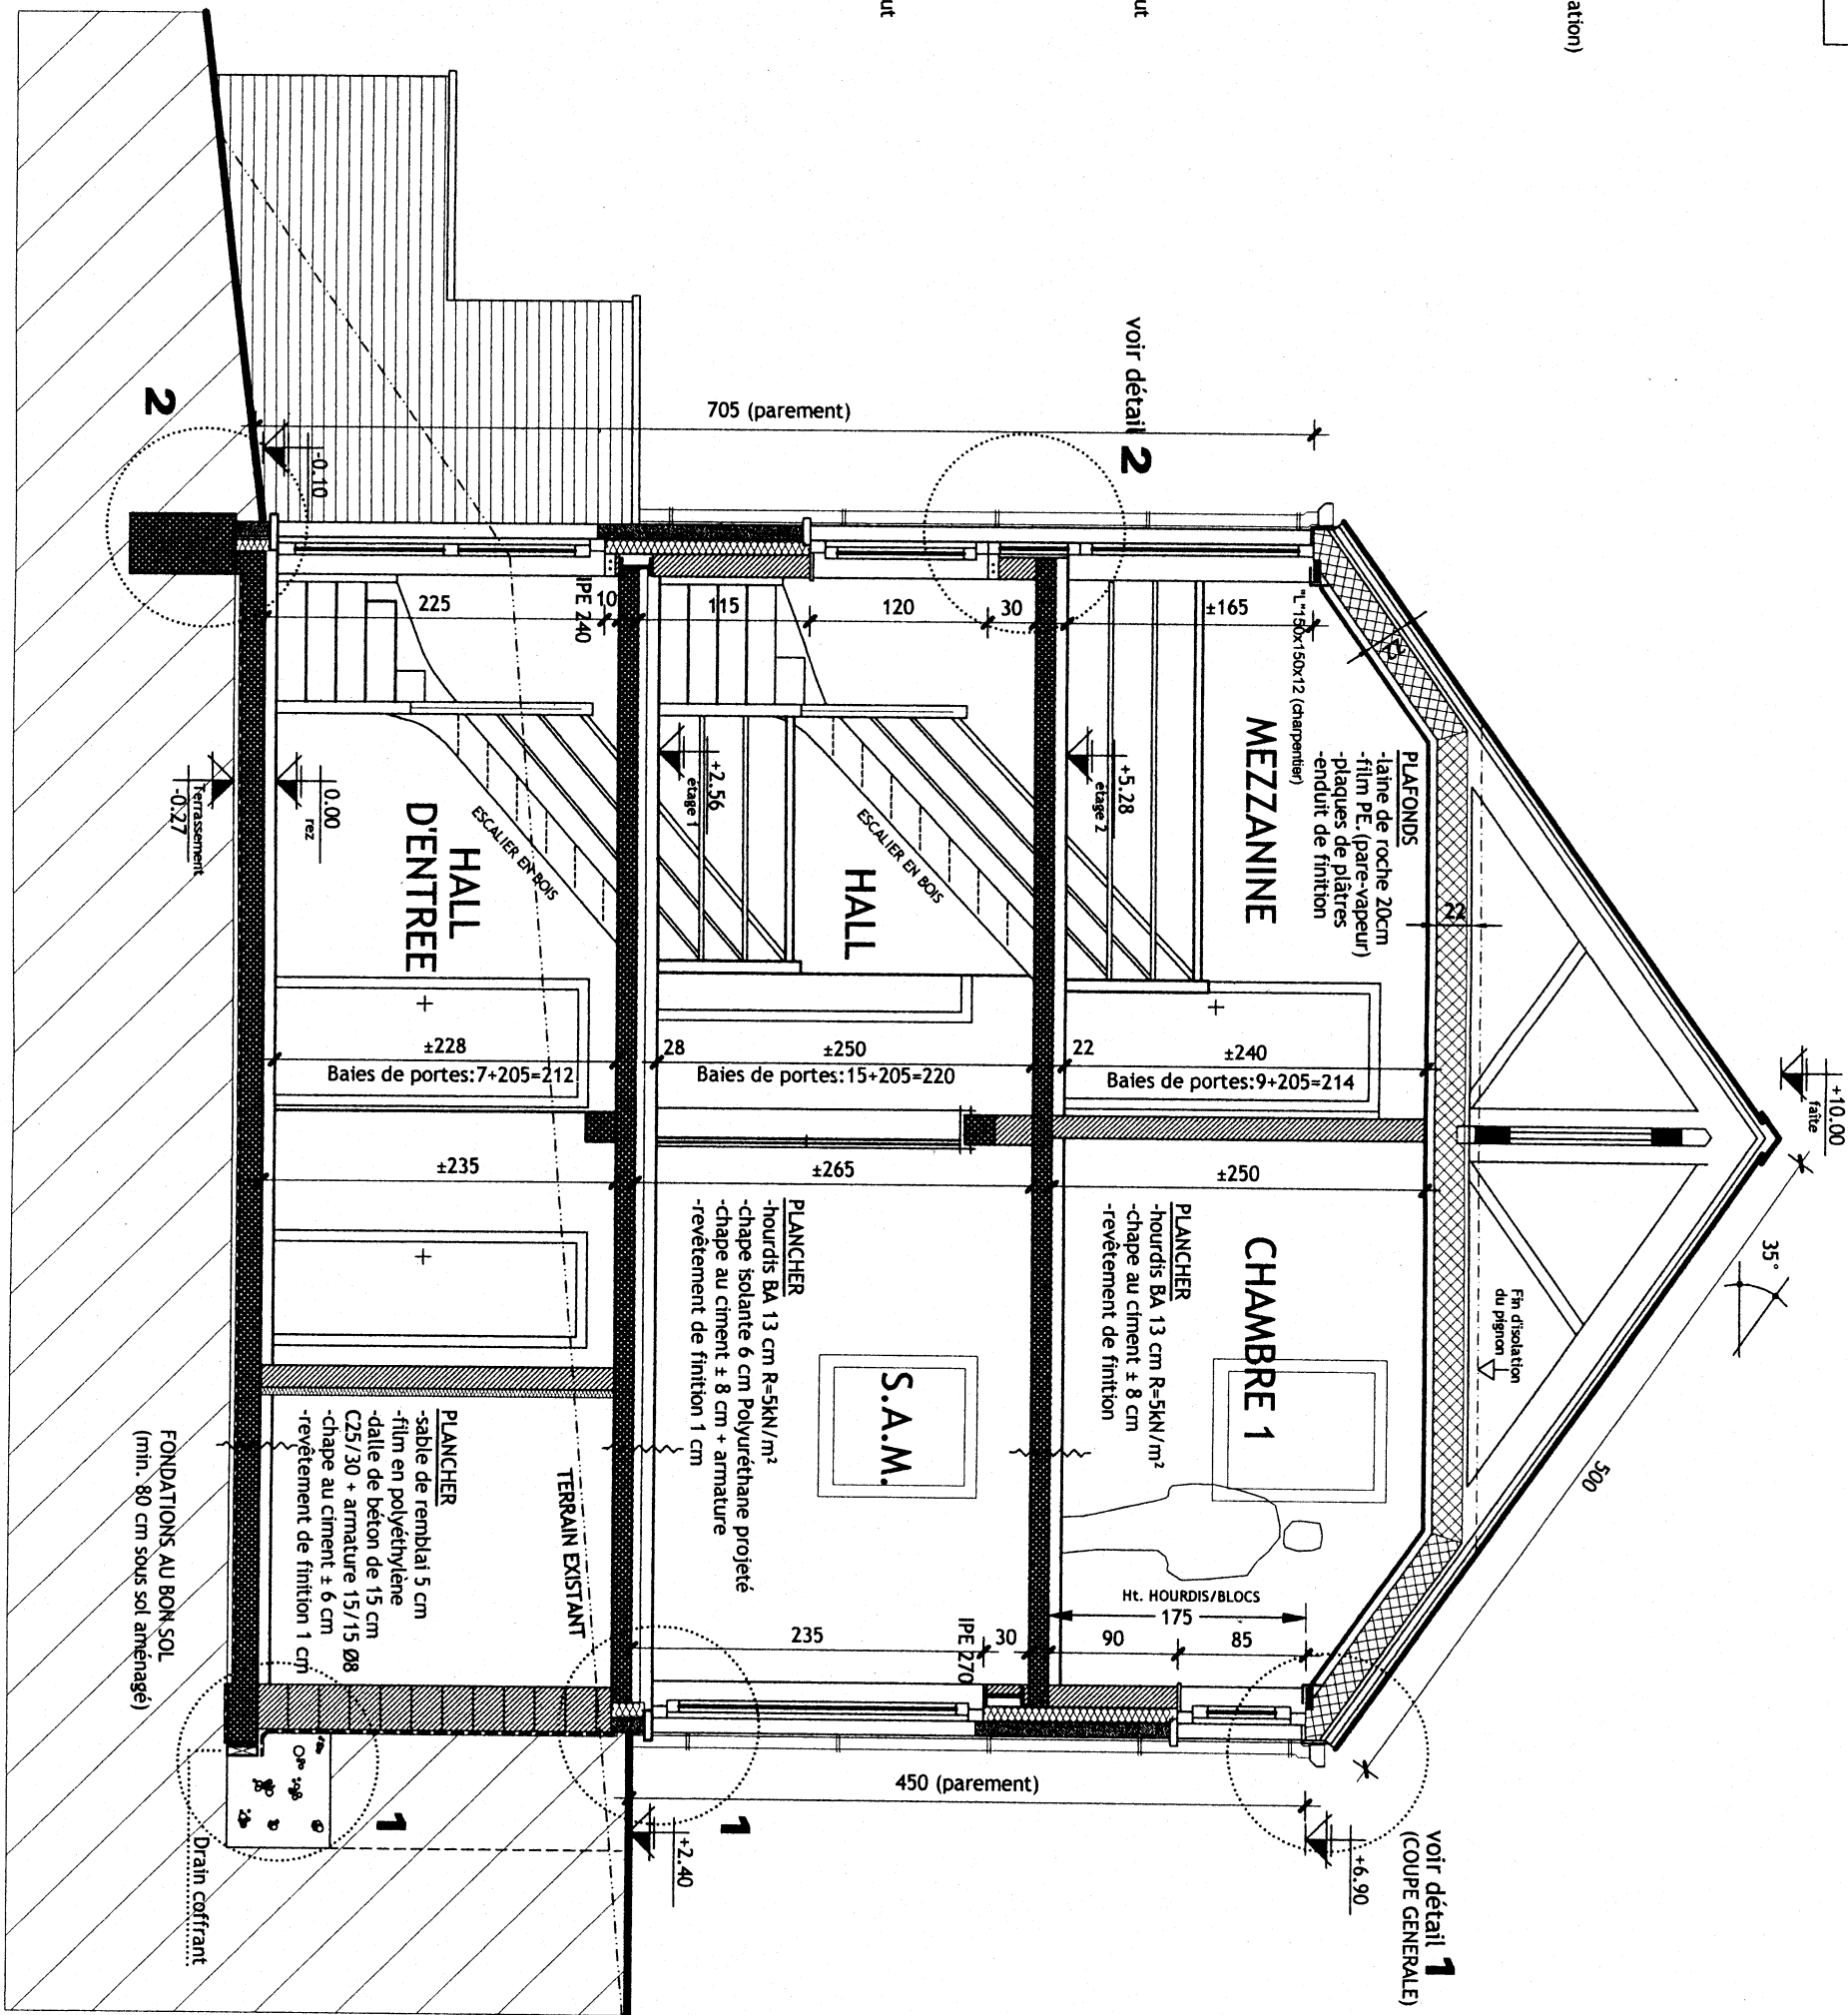 ation)
ut
ut
+10.00
faîte
35°
500
Fin d'isolation
du pignon
22
22
PLAFONDS
-laine de roche 20cm
-film PE.(pare-vapeur)
-plaques de plâtres
-enduit de finition
MEZZANINE
"L"150x150x12 (charpentier)
±165
+5.28
étage 2
22
±240
Baies de portes:9+205=214
±250
CHAMBRE 1
PLANCHER
-hourdis BA 13 cm R=5kN/m²
-chape au ciment ± 8 cm
-revêtement de finition
Ht. HOURDIS/BLOCS
175
90
85
voir détail 1
(COUPE GENERALE)
+6.90
voir détail 2
705 (parement)
30
120
115
HALL
ESCALIER EN BOIS
+2.56
étage 1
28
±250
Baies de portes:15+205=220
±265
S.A.M.
PLANCHER
-hourdis BA 13 cm R=5kN/m²
-chape isolante 6 cm Polyuréthane projeté
-chape au ciment ± 8 cm + armature
-revêtement de finition 1 cm
IPE 270
30
235
450 (parement)
1
+2.40
IPE 240
10
225
HALL
D'ENTREE
ESCALIER EN BOIS
0.00
rez
±228
Baies de portes:7+205=212
±235
TERRAIN EXISTANT
PLANCHER
-sable de remblai 5 cm
-film en polyéthylène
-dalle de béton de 15 cm
C25/30 + armature 15/15 Ø8
-chape au ciment ± 6 cm
-revêtement de finition 1 cm
1
-0.10
2
Terrassement
-0.27
FONDATIONS AU BON SOL
(min. 80 cm sous sol aménagé)
Drain coffrant